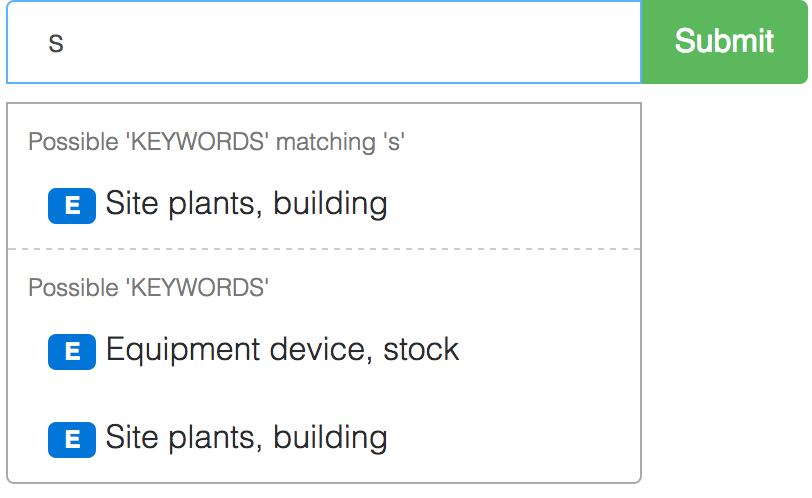 s Submit
Possible 'KEYWORDS' matching 's'
E Site plants, building
Possible 'KEYWORDS'
E Equipment device, stock
E Site plants, building